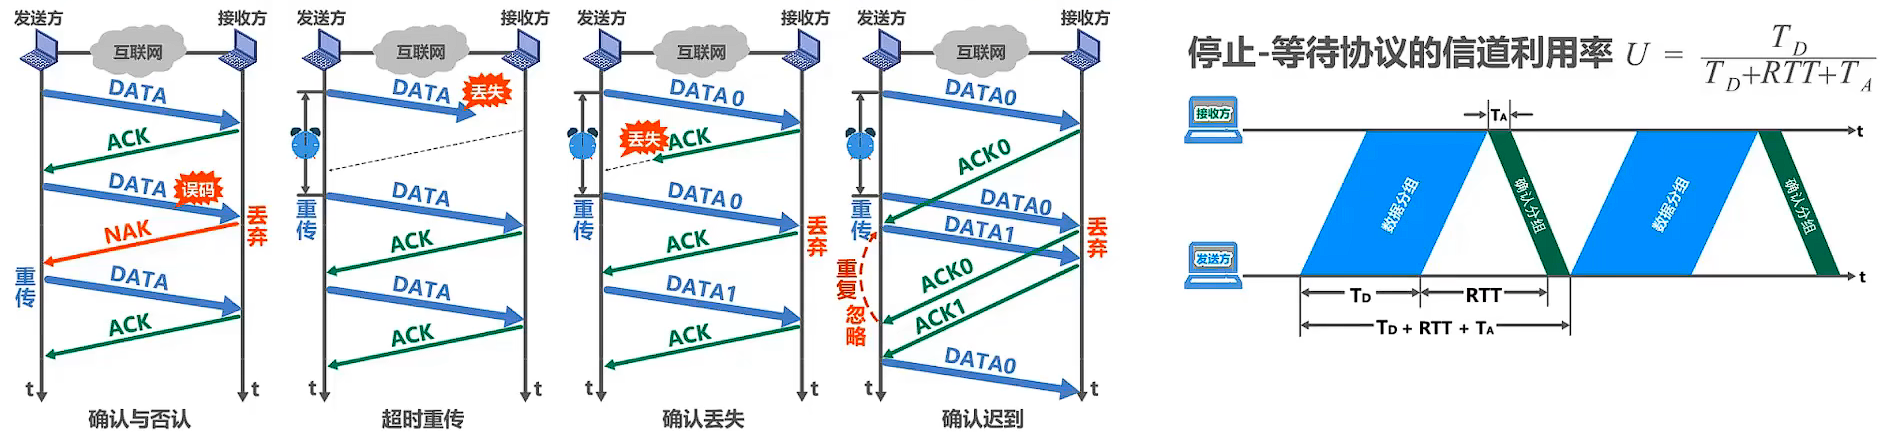 发送方 接收方
互联网
DATA
ACK
DATA
误码
丢弃
NAK
重传
DATA
ACK
t t
确认与否认
发送方 接收方
互联网
DATA
丢失
重传
DATA
ACK
DATA
ACK
t t
超时重传
发送方 接收方
互联网
DATA 0
丢失
ACK
重传
DATA 0
丢弃
ACK
DATA1
ACK
t t
确认丢失
发送方 接收方
互联网
DATA0
ACK 0
重传
DATA0
DATA1
丢弃
重复
忽略
ACK0
ACK1
DATA0
t t
确认迟到
停止-等待协议的信道利用率 U = T_D / (T_D+RTT+T_A)
接收方
TA
t
数据分组
确认分组
数据分组
确认分组
发送方
t
TD
RTT
TD + RTT + TA